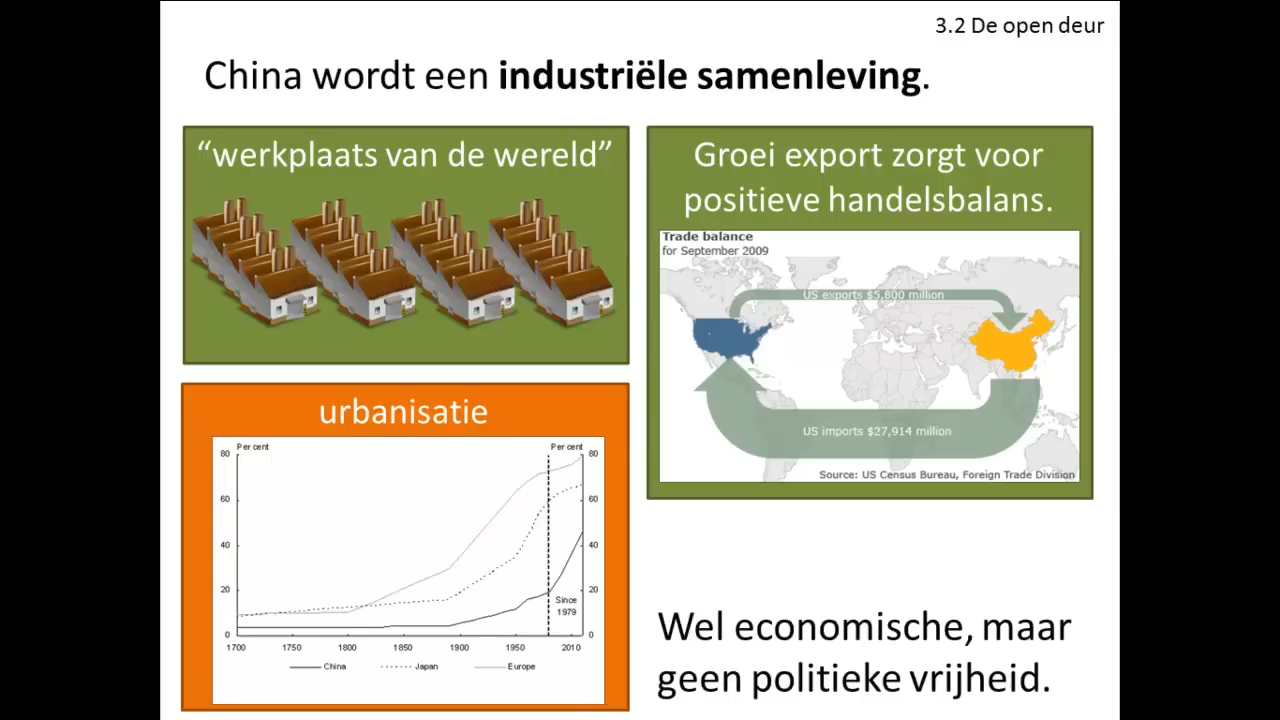 3.2 De open deur
China wordt een industriële samenleving.
“werkplaats van de wereld”
Groei export zorgt voor
positieve handelsbalans.
Trade balance
for September 2009
US exports $5,800 million
US imports $27,914 million
Source: US Census Bureau, Foreign Trade Division
urbanisatie
Per cent Per cent
80 80
60 60
40 40
20 20
Since
1979
0 0
1700 1750 1800 1850 1900 1950 2010
China Japan Europe
Wel economische, maar
geen politieke vrijheid.